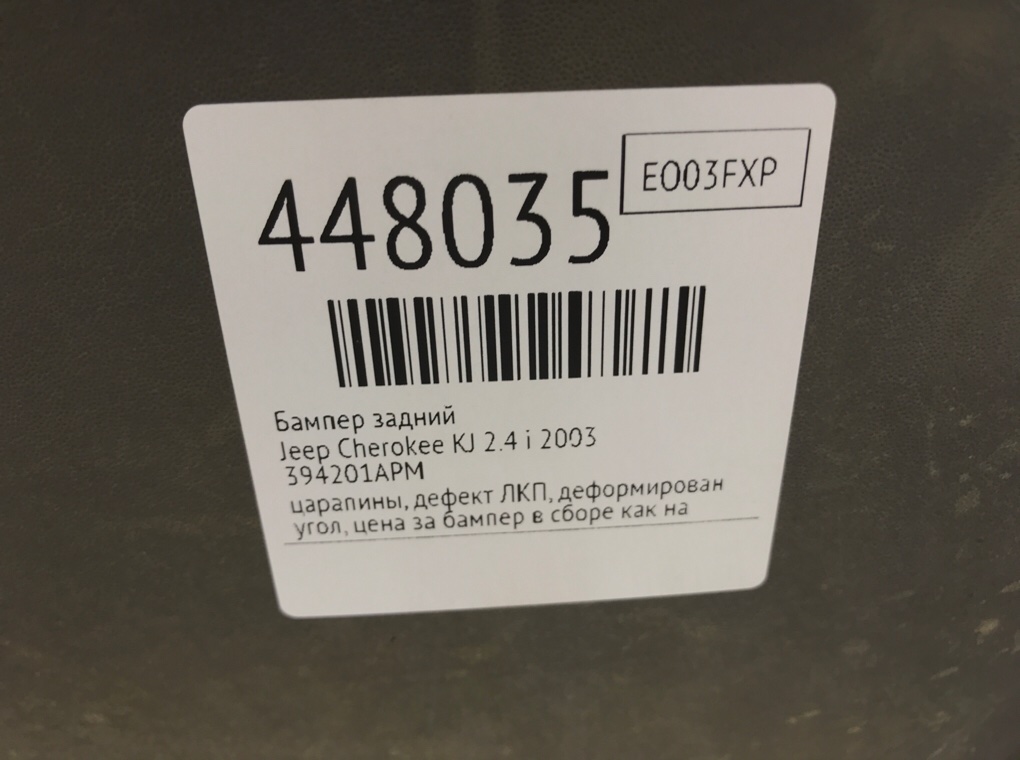 448035
EO03FXP
Бампер задний
Jeep Cherokee KJ 2.4 i 2003
394201APM
царапины, дефект ЛКП, деформирован
угол, цена за бампер в сборе как на